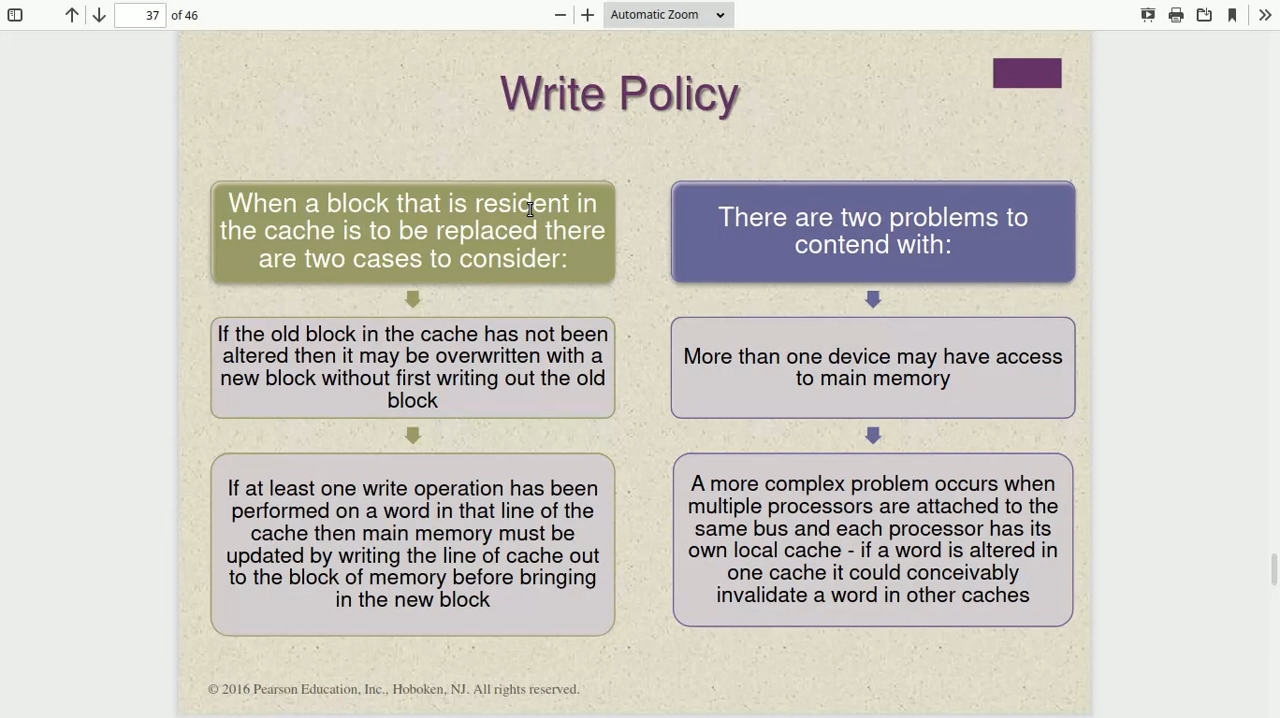 37 of 46
Automatic Zoom
Write Policy
When a block that is resident in
the cache is to be replaced there
are two cases to consider:
If the old block in the cache has not been
altered then it may be overwritten with a
new block without first writing out the old
block
If at least one write operation has been
performed on a word in that line of the
cache then main memory must be
updated by writing the line of cache out
to the block of memory before bringing
in the new block
There are two problems to
contend with:
More than one device may have access
to main memory
A more complex problem occurs when
multiple processors are attached to the
same bus and each processor has its
own local cache - if a word is altered in
one cache it could conceivably
invalidate a word in other caches
© 2016 Pearson Education, Inc., Hoboken, NJ. All rights reserved.